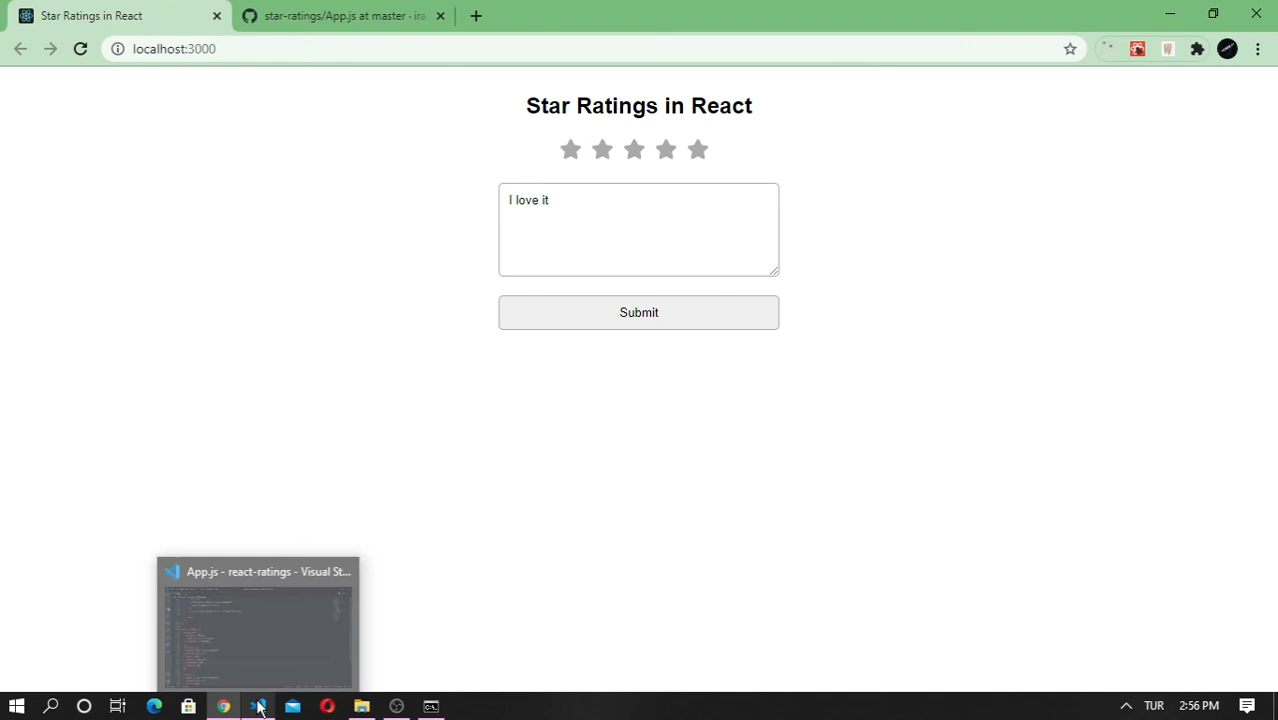 Star Ratings in React
star-ratings/App.js at master · ira
localhost:3000
Star Ratings in React
I love it
Submit
App.js - react-ratings - Visual St...
TUR
2:56 PM